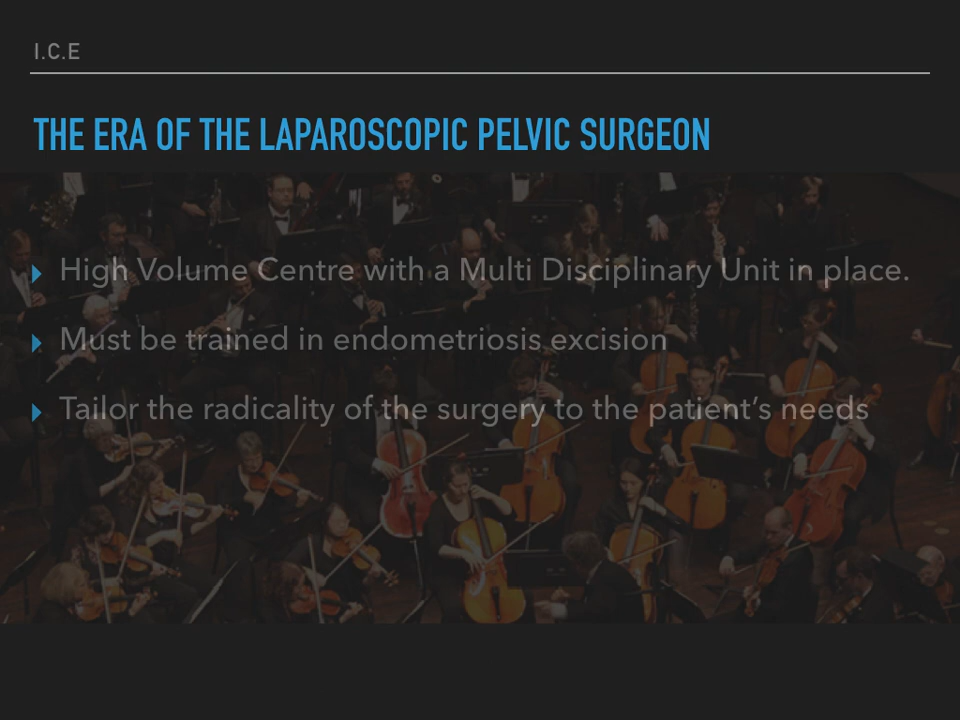 I.C.E
THE ERA OF THE LAPAROSCOPIC PELVIC SURGEON
High Volume Centre with a Multi Disciplinary Unit in place.
Must be trained in endometriosis excision
Tailor the radicality of the surgery to the patient’s needs